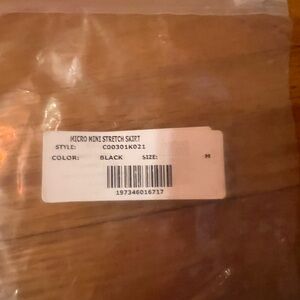 MICRO MINI STRETCH SKIRT
STYLE: C00301K021
COLOR: BLACK SIZE: M
197346016717